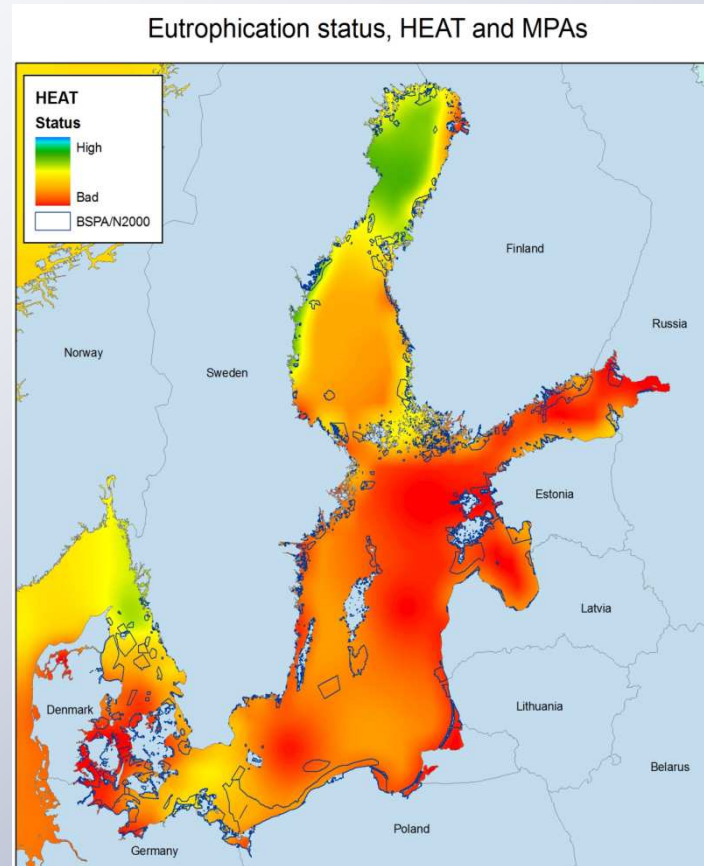 Eutrophication status, HEAT and MPAs
HEAT
Status
High
Bad
BSPA/N2000
Finland
Russia
Norway
Sweden
Estonia
Latvia
Denmark
Lithuania
Belarus
Poland
Germany